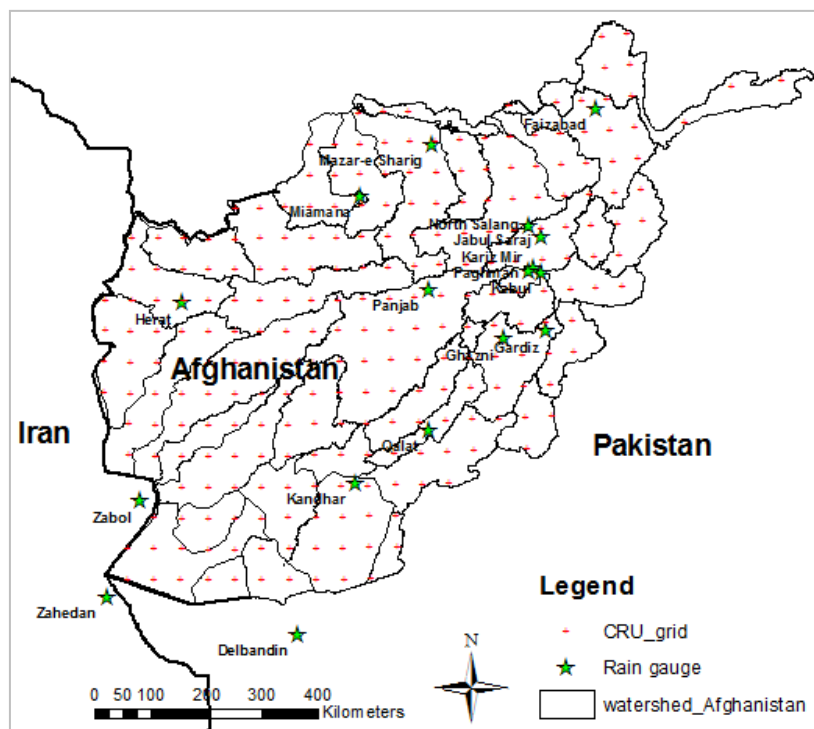 Faizabad
Mazar-e Sharig
Miamana
North Salang
Jabul Saraj
Kariz Mir
Paghman
Kabul
Panjab
Herat
Ghazni
Gardiz
Afghanistan
Iran
Pakistan
Qalat
Kandhar
Zabol
Zahedan
Delbandin
Legend
CRU_grid
Rain gauge
watershed_Afghanistan
N
0 50 100 200 300 400
Kilometers